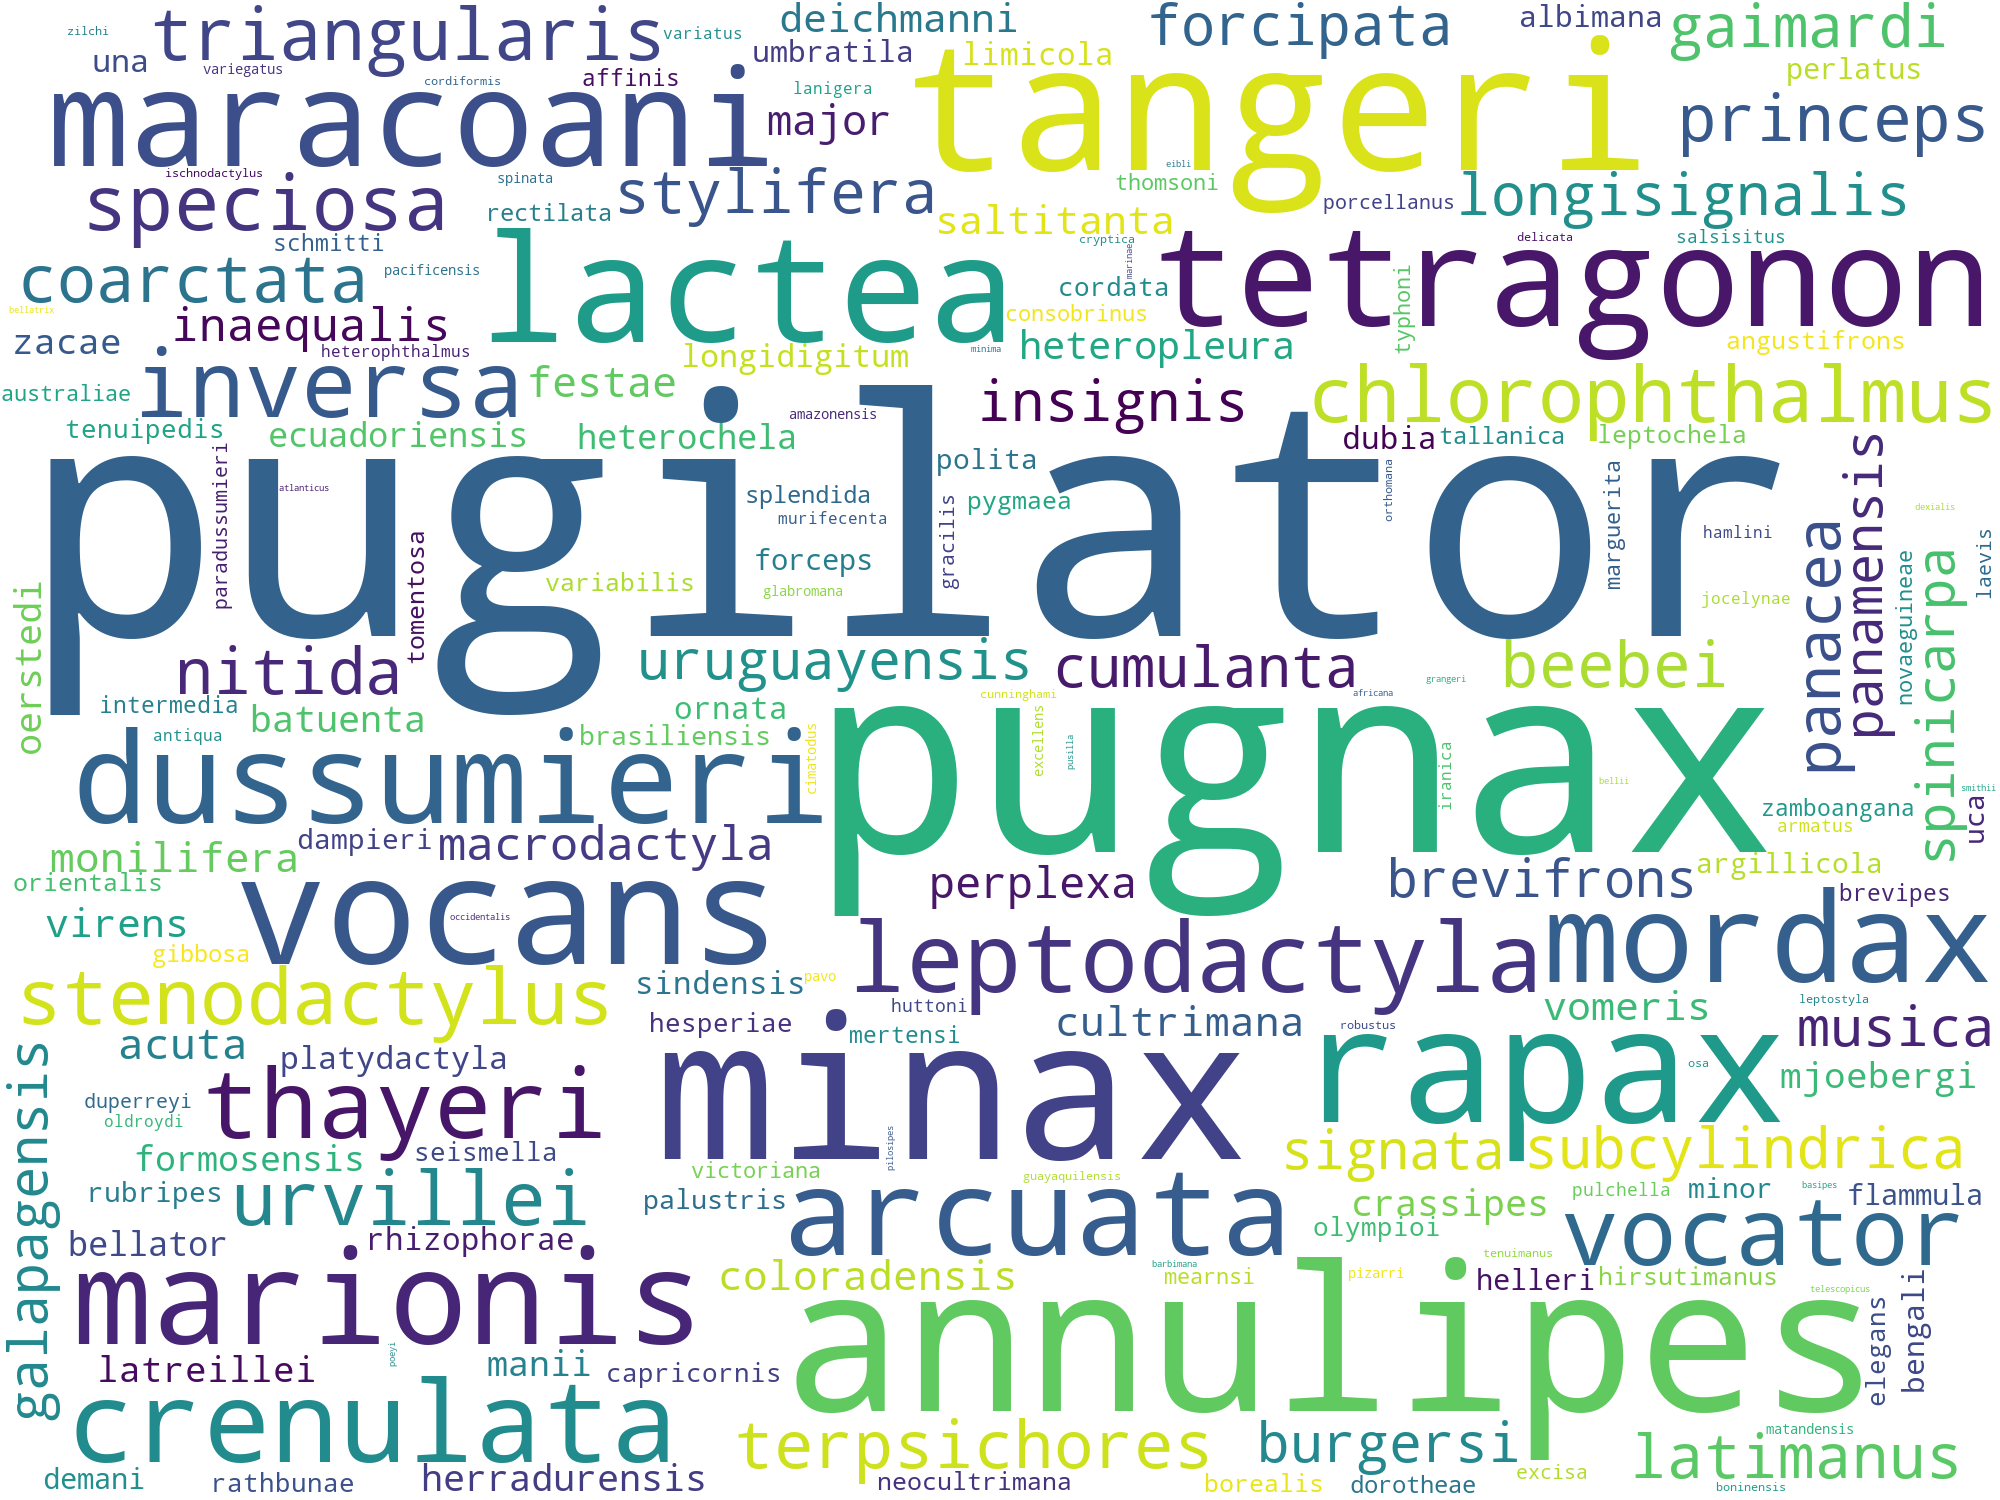 zilchi
triangularis
variatus
deichmanni
forcipata
albimana
gaimardi
una
variegatus
cordiformis
affinis
umbratila
limicola
perlatus
maracoani
lanigera
major
tangeri
princeps
ischnodactylus
spinata
eibli
thomsoni
speciosa
rectilata
stylifera
saltitanta
porcellanus
longisignalis
schmitti
cryptica
marinae
delicata
salsisitus
coarctata
pacificensis
lactea
cordata
tetragonon
typhoni
bellatrix
inaequalis
consobrinus
zacae
heterophthalmus
longidigitum
minima
heteropleura
angustifrons
australiae
inversa
festae
insignis
chlorophthalmus
tenuipedis
ecuadoriensis
heterochela
amazonensis
dubia
tallanica
leptochela
pugilator
paradussumieri
atlanticus
tomentosa
splendida
polita
pygmaea
orthomana
marguerita
murifecenta
gracilis
hamlini
panacea
panamensis
dexialis
laevis
forceps
variabilis
glabromana
jocelynae
novaeguineae
spinicarpa
oerstedi
nitida
uruguayensis
cumulanta
beebei
grangeri
intermedia
batuenta
ornata
cunninghami
africana
antiqua
brasiliensis
cimatodus
excellens
pusilla
pugnax
iranica
bellii
dussumieri
smithii
zamboangana
armatus
uca
dampieri
macrodactyla
monilifera
argillicola
orientalis
vocans
perplexa
brevifrons
brevipes
virens
occidentalis
gibbosa
leptodactyla
mordax
stenodactylus
sindensis
pavo
huttoni
vomeris
leptostyla
hesperiae
mertensi
cultrimana
robustus
musica
galapagensis
acuta
platydactyla
minax
rapax
osa
mjoebergi
duperreyi
thayeri
oldroydi
pilosipes
signata
subcylindrica
formosensis
seismella
victoriana
guayaquilensis
rubripes
urvillei
palustris
arcuata
crassipes
pulchella
minor
basipes
flammula
bellator
rhizophorae
olympioi
vocator
tenuimanus
marionis
coloradensis
barbimana
mearnsi
pizarri
helleri
hirsutimanus
telescopicus
elegans
bengali
annulipes
latreillei
poeyi
manii
capricornis
crenulata
terpsichores
burgersi
matandensis
latimanus
demani
rathbunae
herradurensis
neocultrimana
borealis
dorotheae
excisa
boninensis